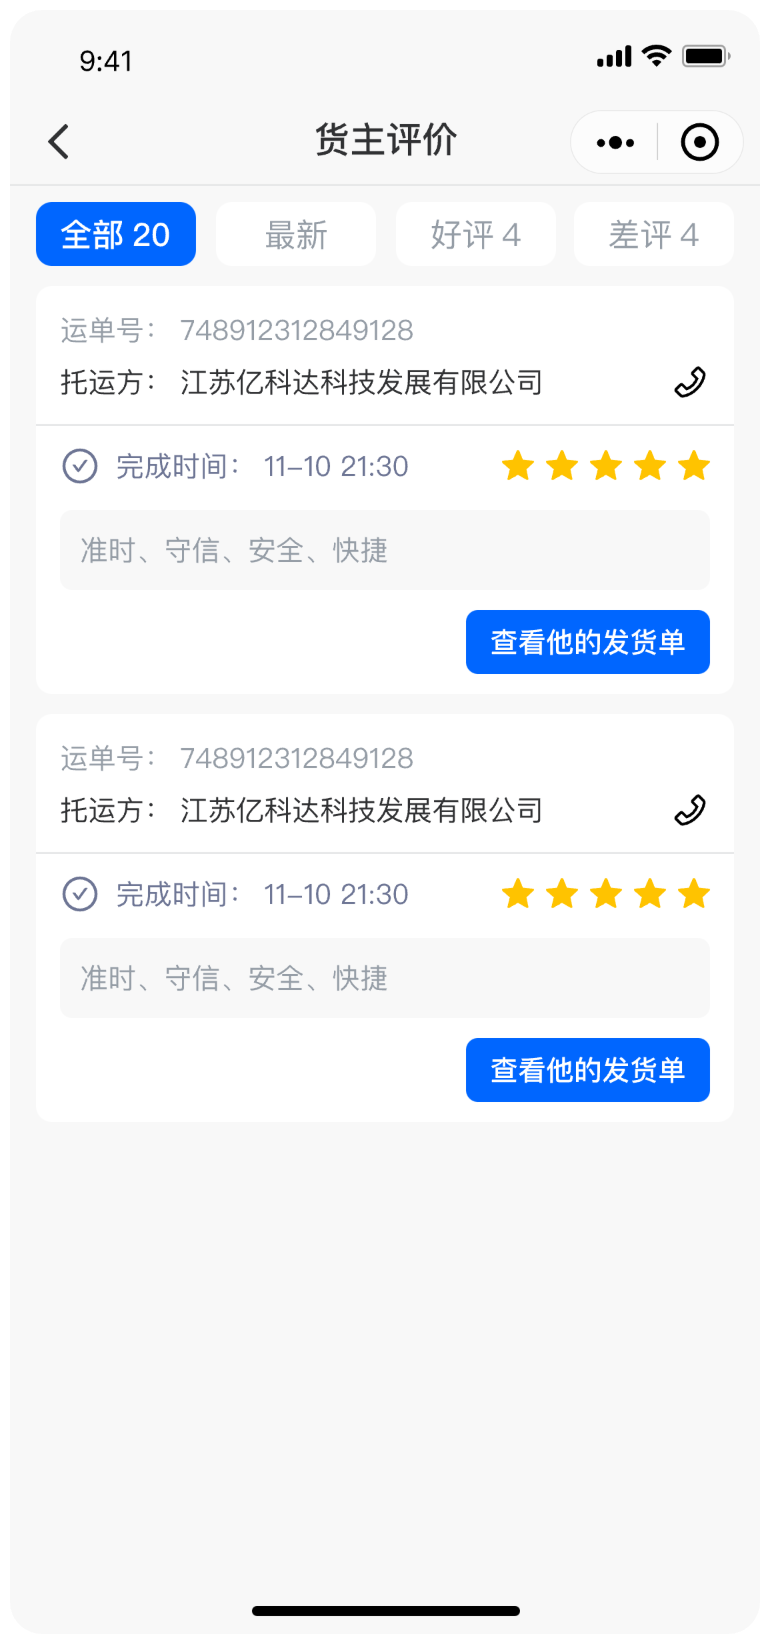 9:41
货主评价
全部 20
最新
好评 4
差评 4
运单号： 748912312849128
托运方： 江苏亿科达科技发展有限公司
完成时间： 11-10 21:30
准时、守信、安全、快捷
查看他的发货单
运单号： 748912312849128
托运方： 江苏亿科达科技发展有限公司
完成时间： 11-10 21:30
准时、守信、安全、快捷
查看他的发货单